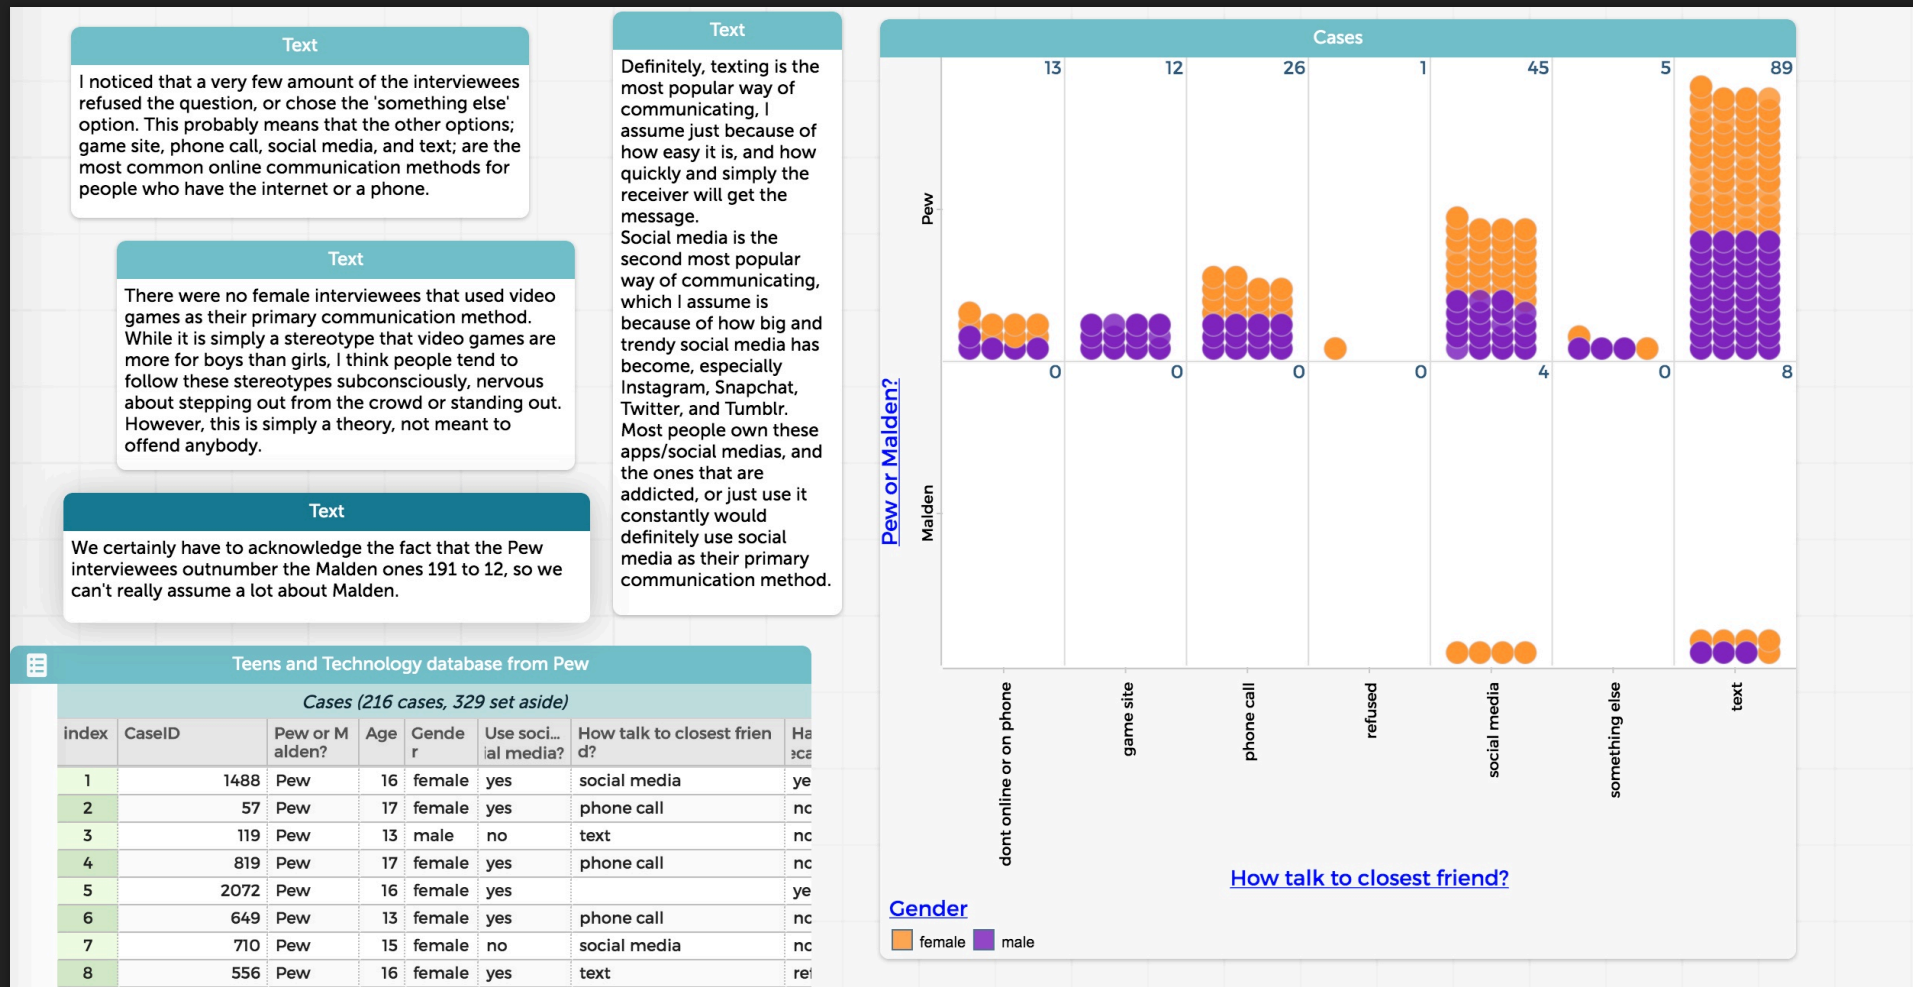 Text
I noticed that a very few amount of the interviewees
refused the question, or chose the 'something else'
option. This probably means that the other options;
game site, phone call, social media, and text; are the
most common online communication methods for
people who have the internet or a phone.
Text
There were no female interviewees that used video
games as their primary communication method.
While it is simply a stereotype that video games are
more for boys than girls, I think people tend to
follow these stereotypes subconsciously, nervous
about stepping out from the crowd or standing out.
However, this is simply a theory, not meant to
offend anybody.
Text
We certainly have to acknowledge the fact that the Pew
interviewees outnumber the Malden ones 191 to 12, so we
can't really assume a lot about Malden.
Text
Definitely, texting is the
most popular way of
communicating, I
assume just because of
how easy it is, and how
quickly and simply the
receiver will get the
message.
Social media is the
second most popular
way of communicating,
which I assume is
because of how big and
trendy social media has
become, especially
Instagram, Snapchat,
Twitter, and Tumblr.
Most people own these
apps/social medias, and
the ones that are
addicted, or just use it
constantly would
definitely use social
media as their primary
communication method.
Teens and Technology database from Pew
Cases (216 cases, 329 set aside)
index CaseID Pew or M Age Gende Use soci... How talk to closest frien Ha
alden? r ial media? d? eca
1 1488 Pew 16 female yes social media ye
2 57 Pew 17 female yes phone call no
3 119 Pew 13 male no text no
4 819 Pew 17 female yes phone call no
5 2072 Pew 16 female yes ye
6 649 Pew 13 female yes phone call no
7 710 Pew 15 female no social media no
8 556 Pew 16 female yes text ref
Cases
13 12 26 1 45 5 89
Pew
0 0 0 0 4 0 8
Malden
Pew or Malden?
dont online or on phone
game site
phone call
refused
social media
something else
text
How talk to closest friend?
Gender
female male